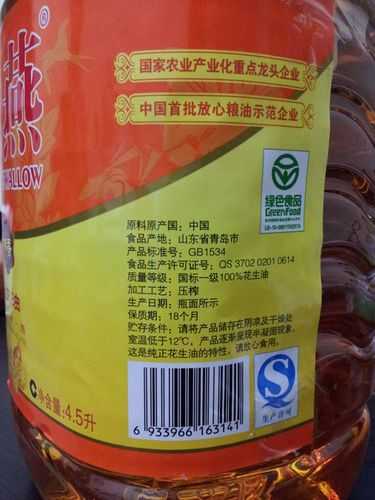 燕®
WALLOW
国家农业产业化重点龙头企业
中国首批放心粮油示范企业
绿色食品
GreenFood
原料原产国：中国
食品产地：山东省青岛市
产品标准号：GB1534
食品生产许可证号：QS 3702 0201 0614
质量等级：国标一级100%花生油
加工工艺：压榨
生产日期：瓶面所示
保质期：18个月
贮存条件：请将产品储存在阴凉及干燥处
室温低于12℃，产品逐渐呈现半凝固现象，
这是纯正花生油的特性，请放心食用。
净含量：4.5升
6 933966 163141
生产许可